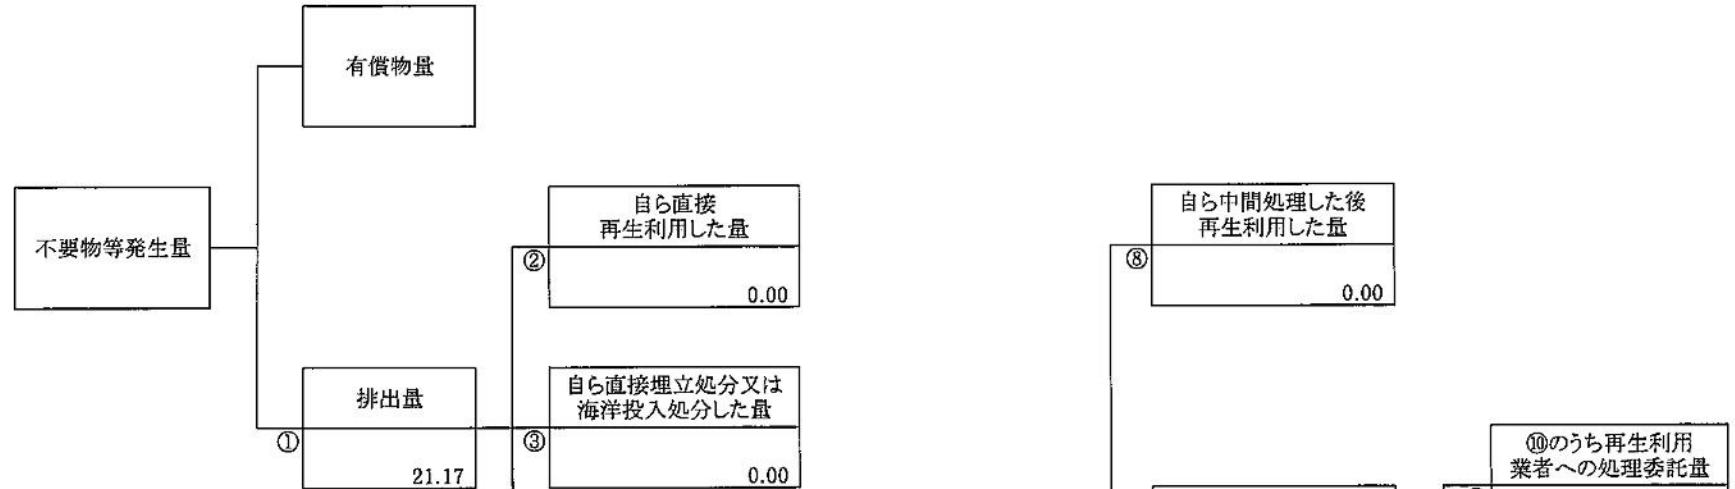 有償物量
不要物等発生量
自ら直接
再生利用した量
②
0.00
自ら中間処理した後
再生利用した量
⑧
0.00
排出量
①
21.17
自ら直接埋立処分又は
海洋投入処分した量
③
0.00
⑩のうち再生利用
業者への処理委託量